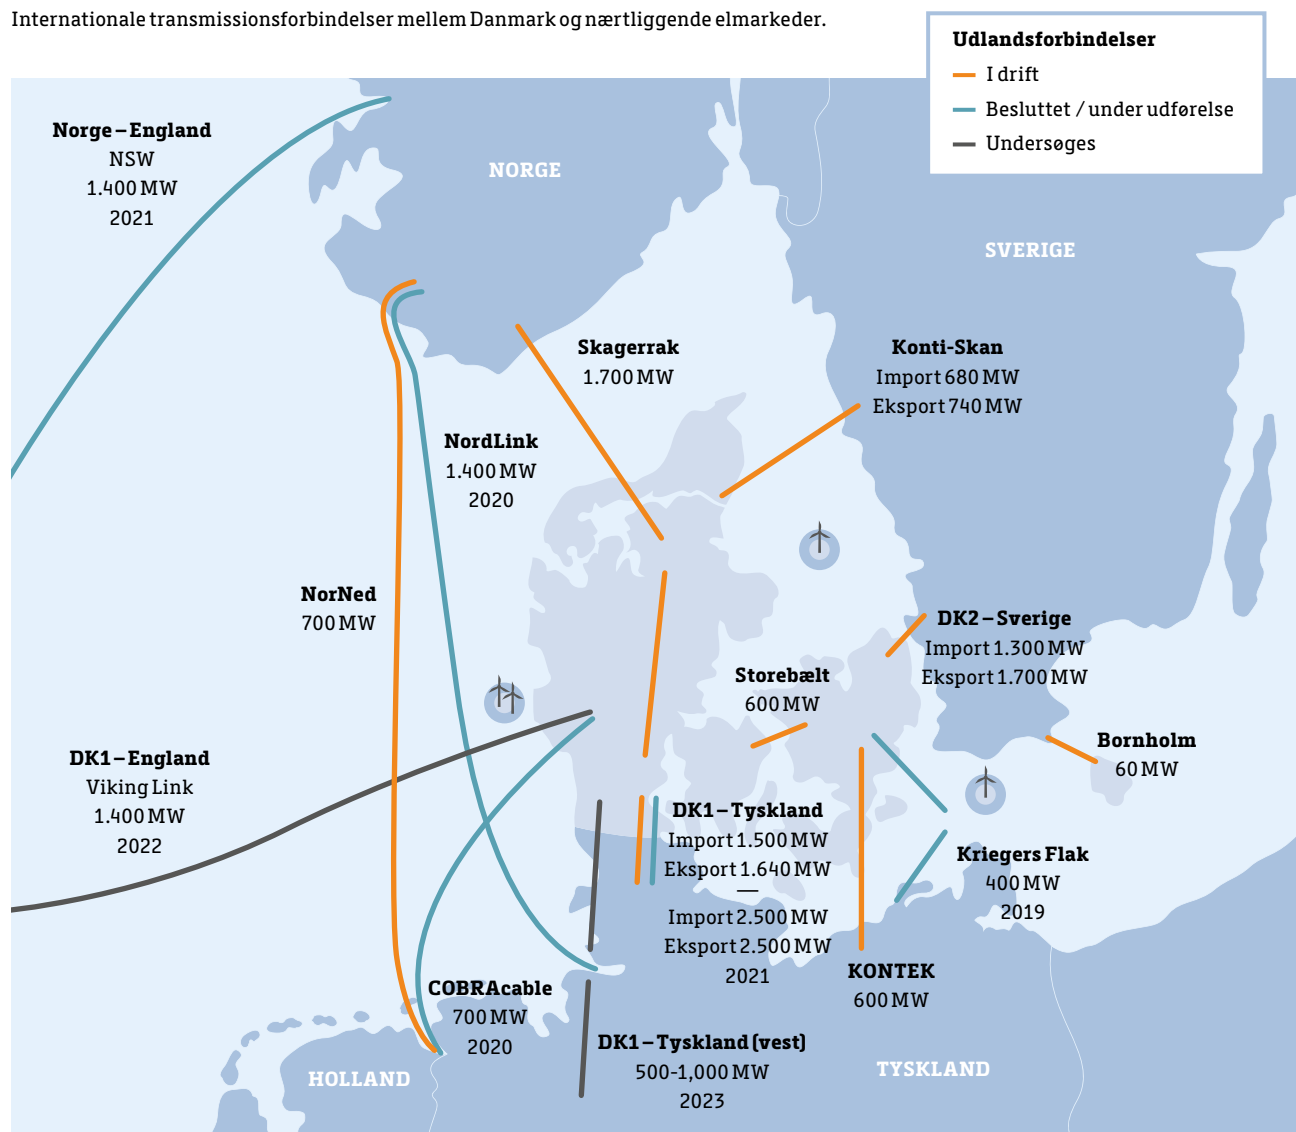 Internationale transmissionsforbindelser mellem Danmark og nærtliggende elmarkeder.
Udlandsforbindelser
I drift
Besluttet / under udførelse
Undersøges
Norge – England
NSW
1.400 MW
2021
NORGE
SVERIGE
Skagerrak
1.700 MW
Konti-Skan
Import 680 MW
Eksport 740 MW
NordLink
1.400 MW
2020
NorNed
700 MW
DK2 – Sverige
Import 1.300 MW
Eksport 1.700 MW
Storebælt
600 MW
Bornholm
60 MW
DK1 – England
Viking Link
1.400 MW
2022
DK1 – Tyskland
Import 1.500 MW
Eksport 1.640 MW
—
Import 2.500 MW
Eksport 2.500 MW
2021
Kriegers Flak
400 MW
2019
KONTEK
600 MW
COBRAcable
700 MW
2020
DK1 – Tyskland (vest)
500-1,000 MW
2023
HOLLAND
TYSKLAND